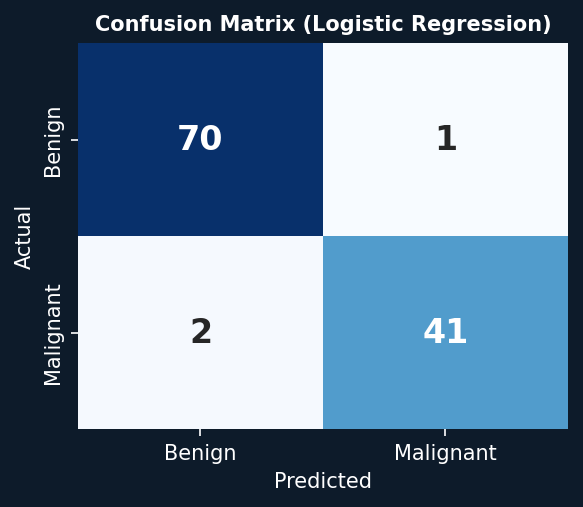 Confusion Matrix (Logistic Regression)
Actual
Benign
70
1
Malignant
2
41
Benign
Malignant
Predicted